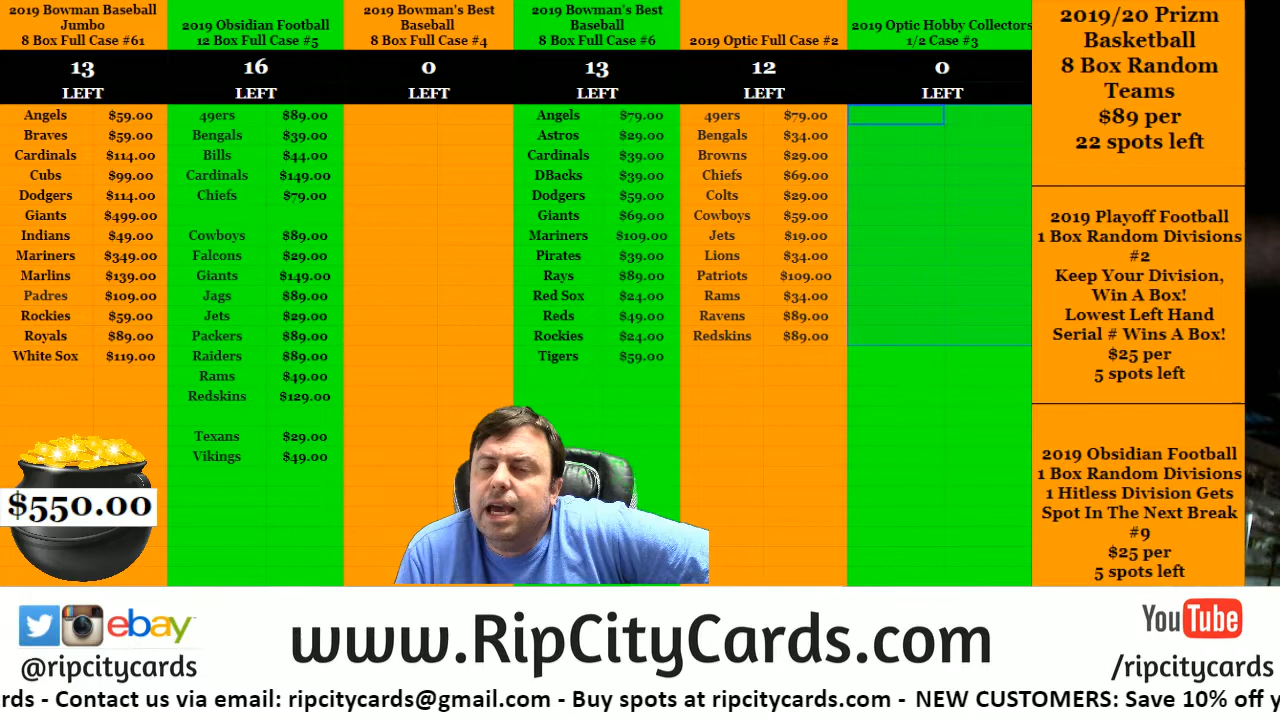 2019 Bowman Baseball
Jumbo
8 Box Full Case #61
13
LEFT
Angels $59.00
Braves $59.00
Cardinals $114.00
Cubs $99.00
Dodgers $114.00
Giants $499.00
Indians $49.00
Mariners $349.00
Marlins $139.00
Padres $109.00
Rockies $59.00
Royals $89.00
White Sox $119.00
$550.00
2019 Obsidian Football
12 Box Full Case #5
16
LEFT
49ers $89.00
Bengals $39.00
Bills $44.00
Cardinals $149.00
Chiefs $79.00
Cowboys $89.00
Falcons $29.00
Giants $149.00
Jags $89.00
Jets $29.00
Packers $89.00
Raiders $89.00
Rams $49.00
Redskins $129.00
Texans $29.00
Vikings $49.00
2019 Bowman's Best
Baseball
8 Box Full Case #4
0
LEFT
2019 Bowman's Best
Baseball
8 Box Full Case #6
13
LEFT
Angels $79.00
Astros $29.00
Cardinals $39.00
DBacks $39.00
Dodgers $59.00
Giants $69.00
Mariners $109.00
Pirates $39.00
Rays $89.00
Red Sox $24.00
Reds $49.00
Rockies $24.00
Tigers $59.00
2019 Optic Full Case #2
12
LEFT
49ers $79.00
Bengals $34.00
Browns $29.00
Chiefs $69.00
Colts $29.00
Cowboys $59.00
Jets $19.00
Lions $34.00
Patriots $109.00
Rams $34.00
Ravens $89.00
Redskins $89.00
2019 Optic Hobby Collectors
1/2 Case #3
0
LEFT
2019/20 Prizm
Basketball
8 Box Random
Teams
$89 per
22 spots left
2019 Playoff Football
1 Box Random Divisions
#2
Keep Your Division,
Win A Box!
Lowest Left Hand
Serial # Wins A Box!
$25 per
5 spots left
2019 Obsidian Football
1 Box Random Divisions
1 Hitless Division Gets
Spot In The Next Break
#9
$25 per
5 spots left
ebay
@ripcitycards
www.RipCityCards.com
YouTube
/ripcitycards
rds - Contact us via email: ripcitycards@gmail.com - Buy spots at ripcitycards.com - NEW CUSTOMERS: Save 10% off y